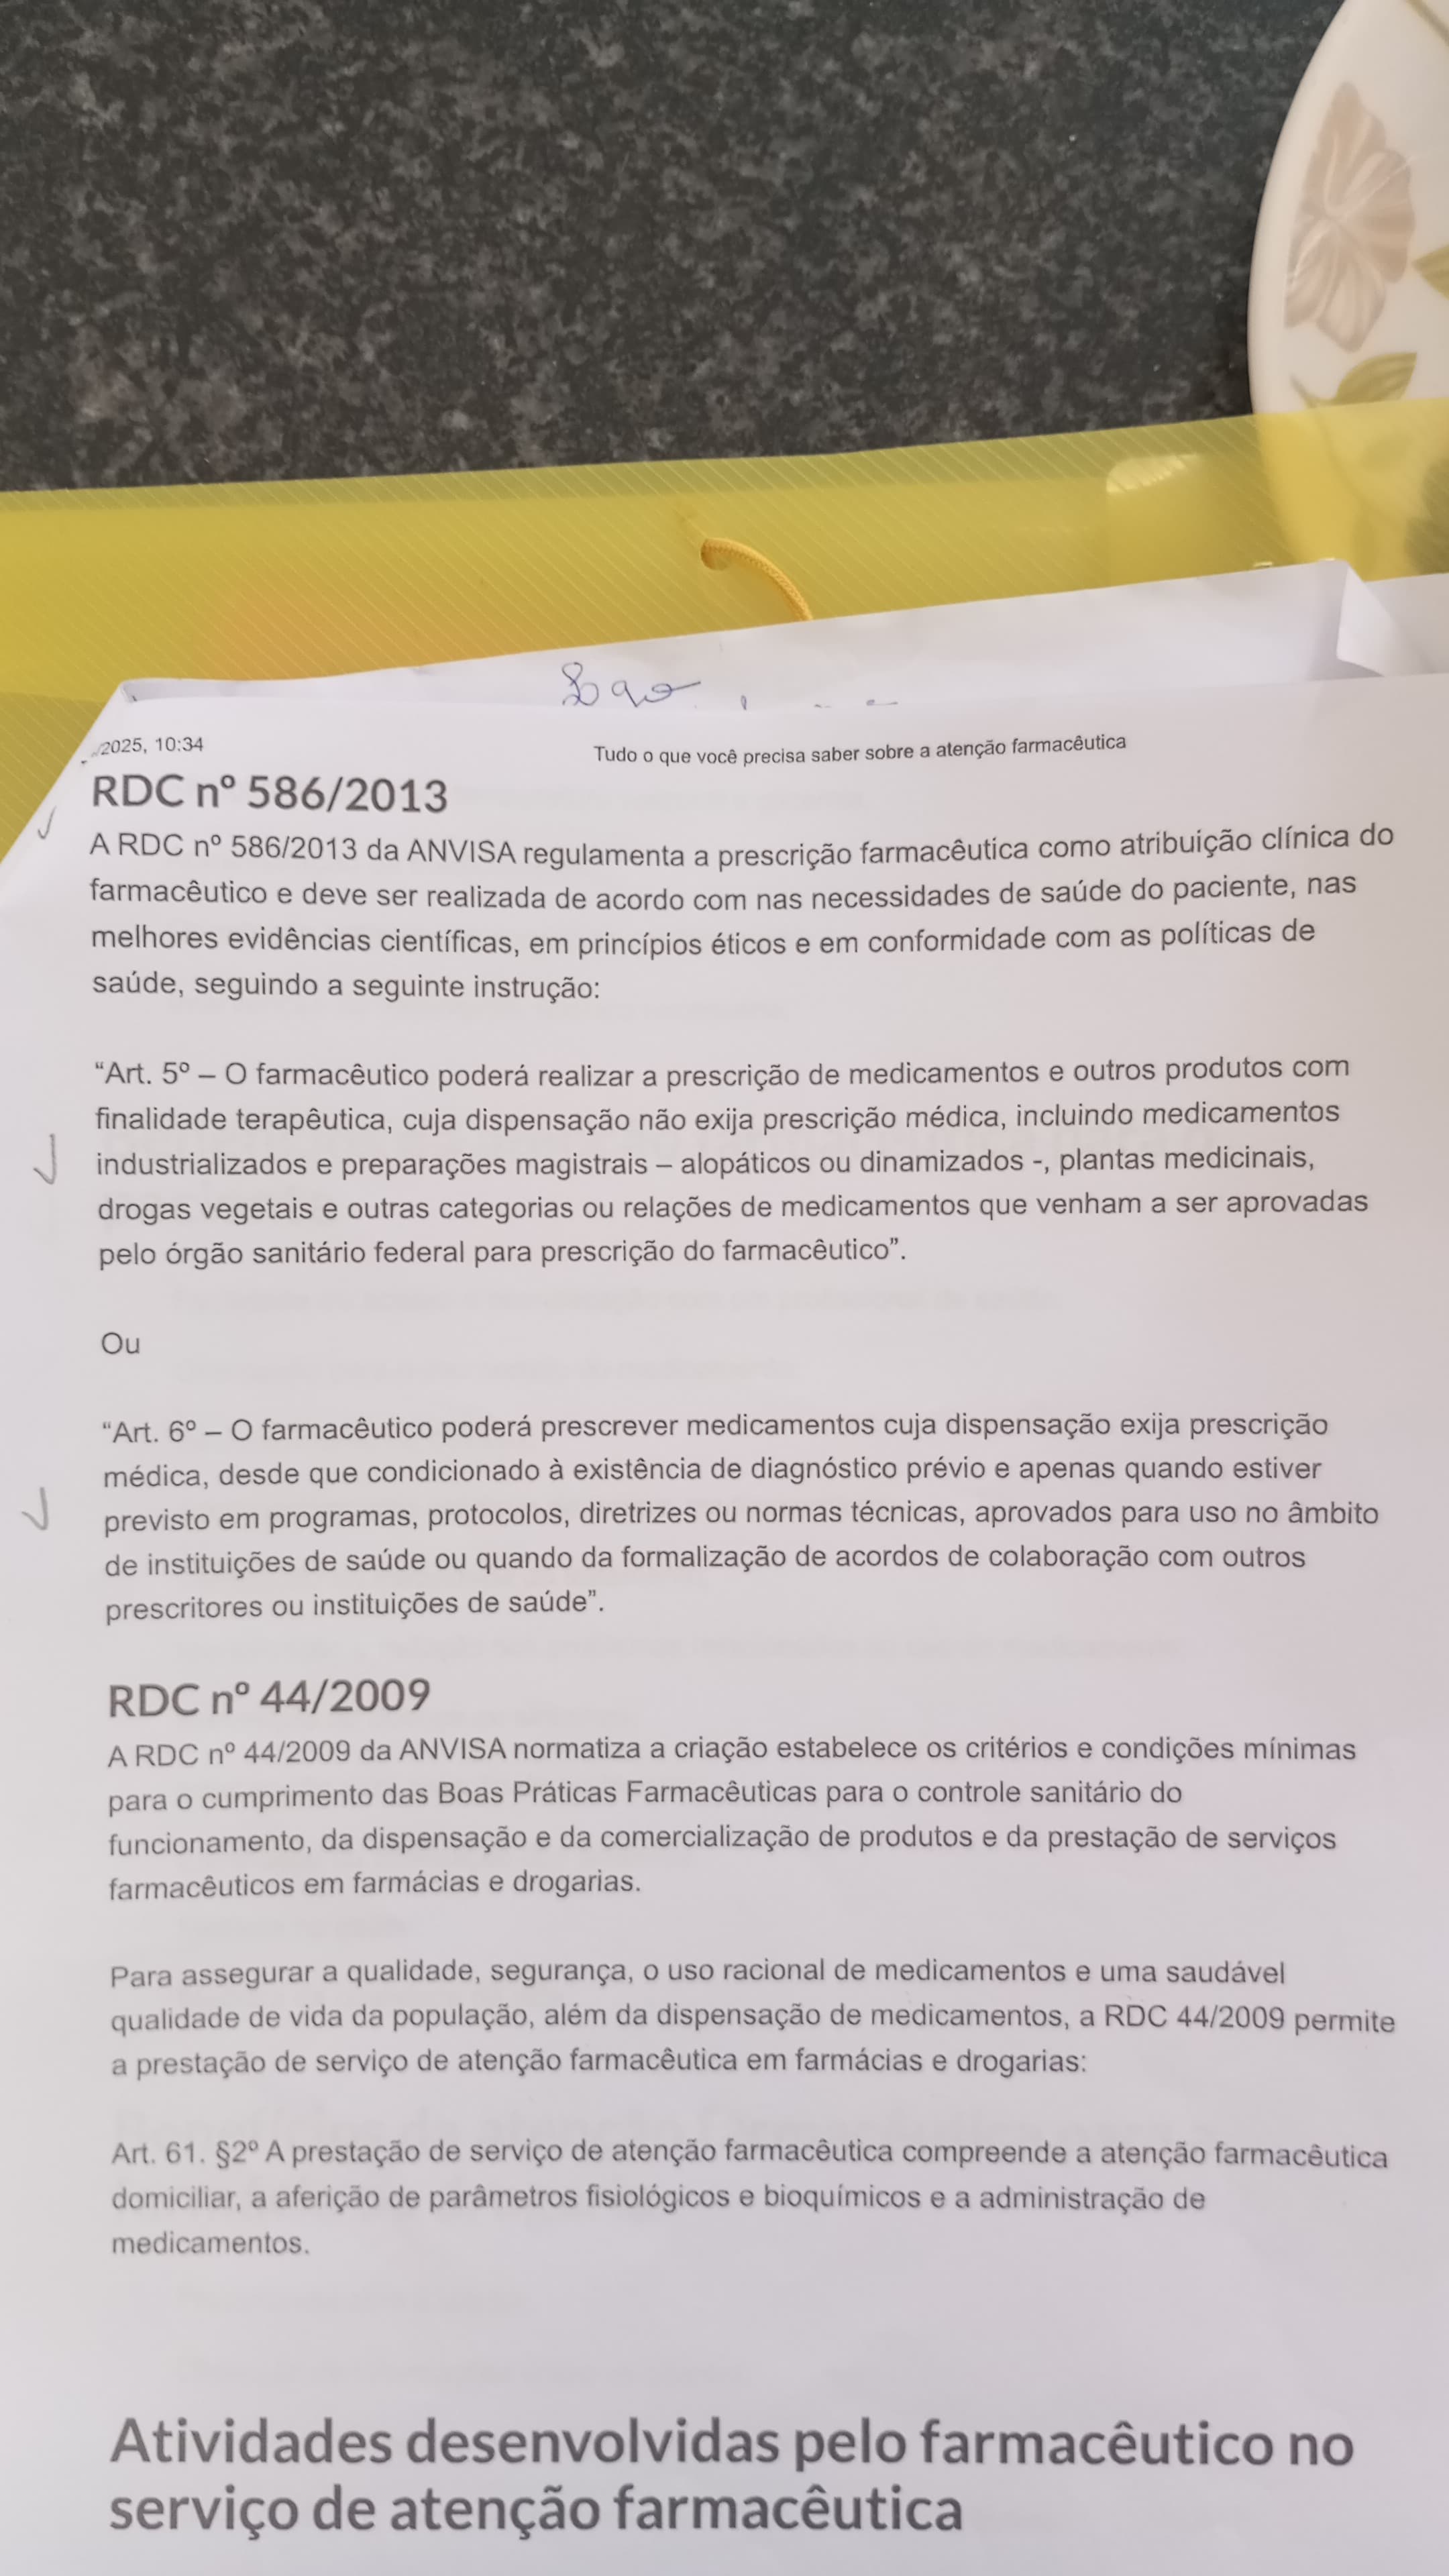 /2025, 10:34
Tudo o que você precisa saber sobre a atenção farmacêutica
RDC nº 586/2013
A RDC nº 586/2013 da ANVISA regulamenta a prescrição farmacêutica como atribuição clínica do
farmacêutico e deve ser realizada de acordo com nas necessidades de saúde do paciente, nas
melhores evidências científicas, em princípios éticos e em conformidade com as políticas de
saúde, seguindo a seguinte instrução:
“Art. 5º – O farmacêutico poderá realizar a prescrição de medicamentos e outros produtos com
finalidade terapêutica, cuja dispensação não exija prescrição médica, incluindo medicamentos
industrializados e preparações magistrais – alopáticos ou dinamizados -, plantas medicinais,
drogas vegetais e outras categorias ou relações de medicamentos que venham a ser aprovadas
pelo órgão sanitário federal para prescrição do farmacêutico”.
Ou
“Art. 6º – O farmacêutico poderá prescrever medicamentos cuja dispensação exija prescrição
médica, desde que condicionado à existência de diagnóstico prévio e apenas quando estiver
previsto em programas, protocolos, diretrizes ou normas técnicas, aprovados para uso no âmbito
de instituições de saúde ou quando da formalização de acordos de colaboração com outros
prescritores ou instituições de saúde”.
RDC nº 44/2009
A RDC nº 44/2009 da ANVISA normatiza a criação estabelece os critérios e condições mínimas
para o cumprimento das Boas Práticas Farmacêuticas para o controle sanitário do
funcionamento, da dispensação e da comercialização de produtos e da prestação de serviços
farmacêuticos em farmácias e drogarias.
Para assegurar a qualidade, segurança, o uso racional de medicamentos e uma saudável
qualidade de vida da população, além da dispensação de medicamentos, a RDC 44/2009 permite
a prestação de serviço de atenção farmacêutica em farmácias e drogarias:
Art. 61. §2º A prestação de serviço de atenção farmacêutica compreende a atenção farmacêutica
domiciliar, a aferição de parâmetros fisiológicos e bioquímicos e a administração de
medicamentos.
Atividades desenvolvidas pelo farmacêutico no
serviço de atenção farmacêutica